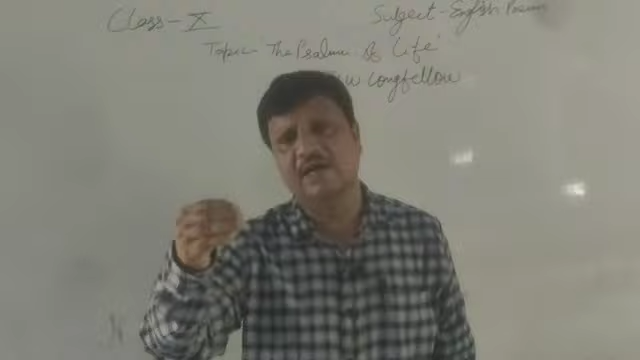 Class - X
Subject - English Poem
Topic - 'The Psalm of Life'
W Longfellow